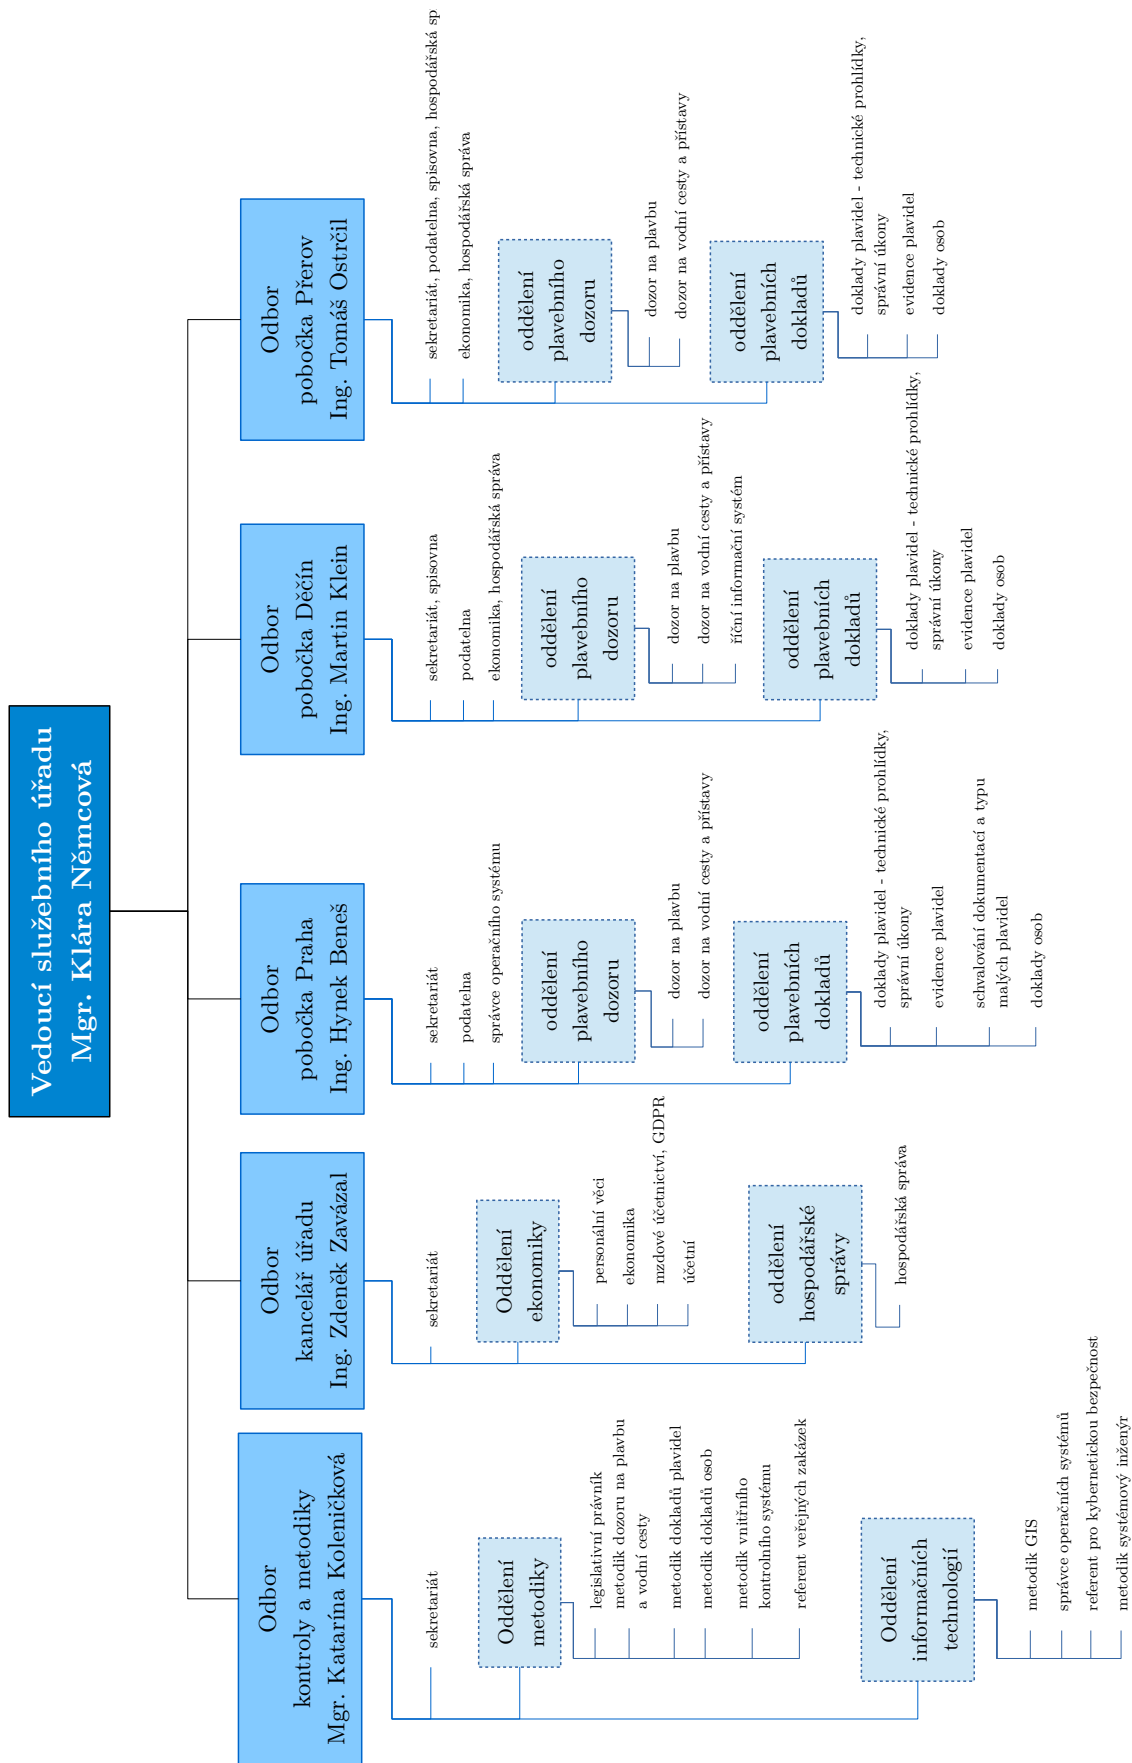 Vedoucí služebního úřadu
Mgr. Klára Němcová
Odbor
kontroly a metodiky
Mgr. Katarína Koleničková
sekretariát
Oddělení
metodiky
legislativní právník
metodik dozoru na plavbu
a vodní cesty
metodik dokladů plavidel
metodik dokladů osob
metodik vnitřního
kontrolního systému
referent veřejných zakázek
Oddělení
informačních
technologií
metodik GIS
správce operačních systémů
referent pro kybernetickou bezpečnost
metodik systémový inženýr
Odbor
kancelář úřadu
Ing. Zdeněk Zavázal
sekretariát
Oddělení
ekonomiky
personální věci
ekonomika
mzdové účetnictví, GDPR
účetní
oddělení
hospodářské
správy
hospodářská správa
Odbor
pobočka Praha
Ing. Hynek Beneš
sekretariát
podatelna
správce operačního systému
oddělení
plavebního
dozoru
dozor na plavbu
dozor na vodní cesty a přístavy
oddělení
plavebních
dokladů
doklady plavidel - technické prohlídky,
správní úkony
evidence plavidel
schvalování dokumentací a typu
malých plavidel
doklady osob
Odbor
pobočka Děčín
Ing. Martin Klein
sekretariát, spisovna
podatelna
ekonomika, hospodářská správa
oddělení
plavebního
dozoru
dozor na plavbu
dozor na vodní cesty a přístavy
říční informační systém
oddělení
plavebních
dokladů
doklady plavidel - technické prohlídky,
správní úkony
evidence plavidel
doklady osob
Odbor
pobočka Přerov
Ing. Tomáš Ostrčil
sekretariát, podatelna, spisovna, hospodářská sp
ekonomika, hospodářská správa
oddělení
plavebního
dozoru
dozor na plavbu
dozor na vodní cesty a přístavy
oddělení
plavebních
dokladů
doklady plavidel - technické prohlídky,
správní úkony
evidence plavidel
doklady osob